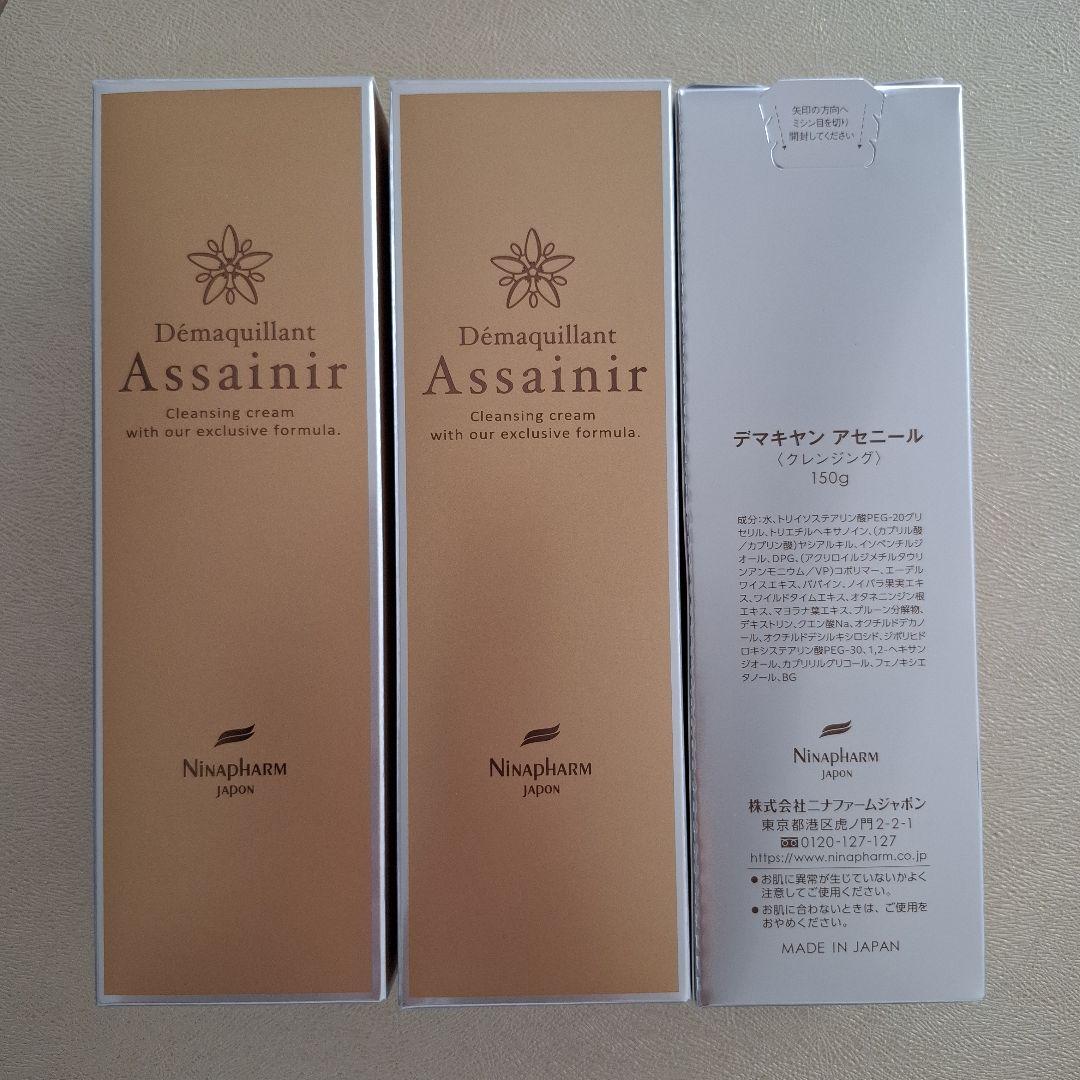 Démaquillant
Assainir
Cleansing cream
with our exclusive formula.
NINAPHARM
JAPON
Démaquillant
Assainir
Cleansing cream
with our exclusive formula.
NINAPHARM
JAPON
矢印の方向へ
ミシン目を切り
開封してください
デマキヤン アセニール
〈クレンジング〉
150g
成分:水、トリイソステアリン酸PEG-20グリ
セリル、トリエチルヘキサノイン、(カプリル酸
/カプリン酸)ヤシアルキル、イソペンチルジ
オール、DPG、(アクリロイルジメチルタウリ
ンアンモニウム/VP)コポリマー、エーデル
ワイスエキス、パパイン、ノイバラ果実エキ
ス、ワイルドタイムエキス、オタネニンジン根
エキス、マヨラナ葉エキス、プルーン分解物、
デキストリン、クエン酸Na、オクチルドデカノ
ール、オクチルドデシルキシロシド、ジポリヒド
ロキシステアリン酸PEG-30、1,2-ヘキサン
ジオール、カプリリルグリコール、フェノキシエ
タノール、BG
NINAPHARM
JAPON
株式会社ニナファームジャポン
東京都港区虎ノ門2-2-1
0120-127-127
https://www.ninapharm.co.jp
●お肌に異常が生じていないかよく
注意してご使用ください。
●お肌に合わないときは、ご使用を
おやめください。
MADE IN JAPAN